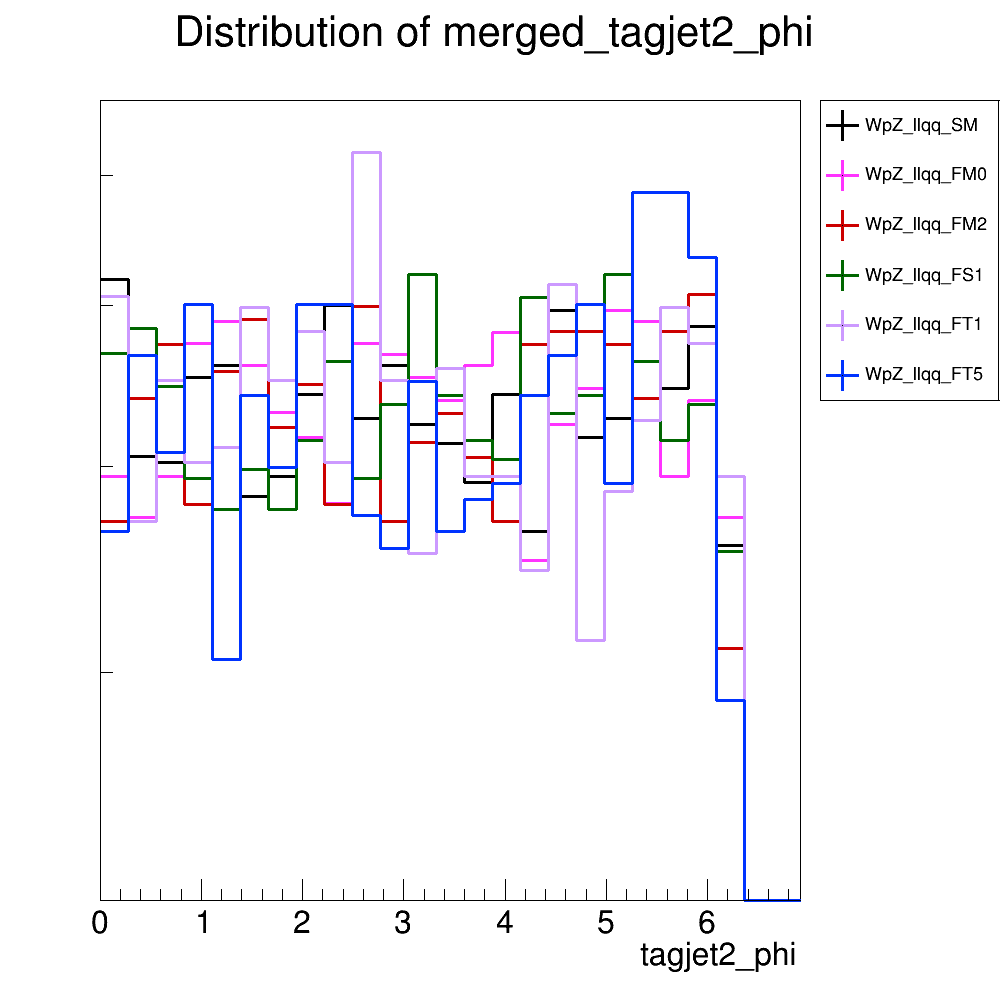 Distribution of merged_tagjet2_phi
WpZ_llqq_SM
WpZ_llqq_FM0
WpZ_llqq_FM2
WpZ_llqq_FS1
WpZ_llqq_FT1
WpZ_llqq_FT5
0 1 2 3 4 5 6
tagjet2_phi